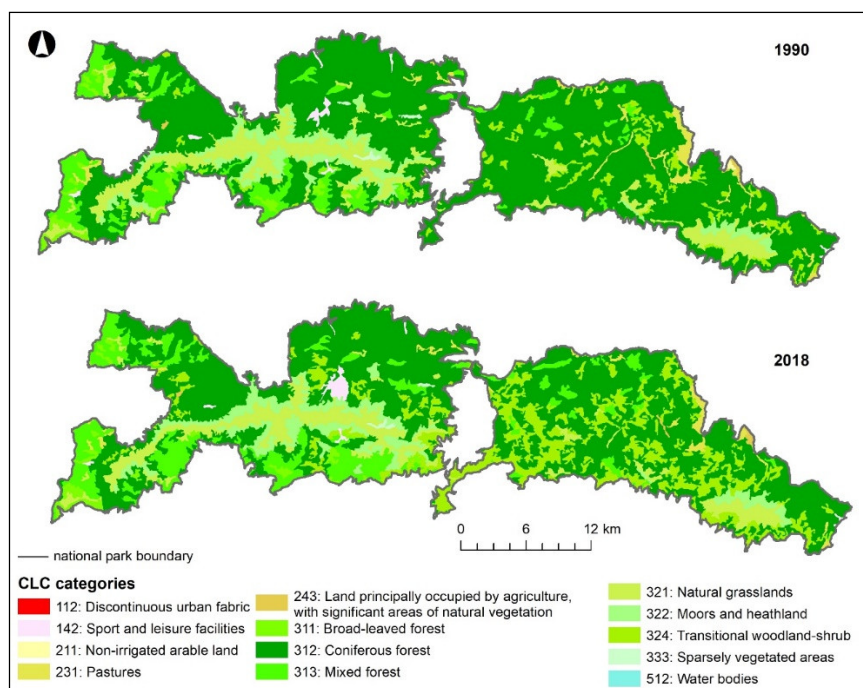 1990
2018
0 6 12 km
national park boundary
CLC categories
112: Discontinuous urban fabric
142: Sport and leisure facilities
211: Non-irrigated arable land
231: Pastures
243: Land principally occupied by agriculture,
with significant areas of natural vegetation
311: Broad-leaved forest
312: Coniferous forest
313: Mixed forest
321: Natural grasslands
322: Moors and heathland
324: Transitional woodland-shrub
333: Sparsely vegetated areas
512: Water bodies